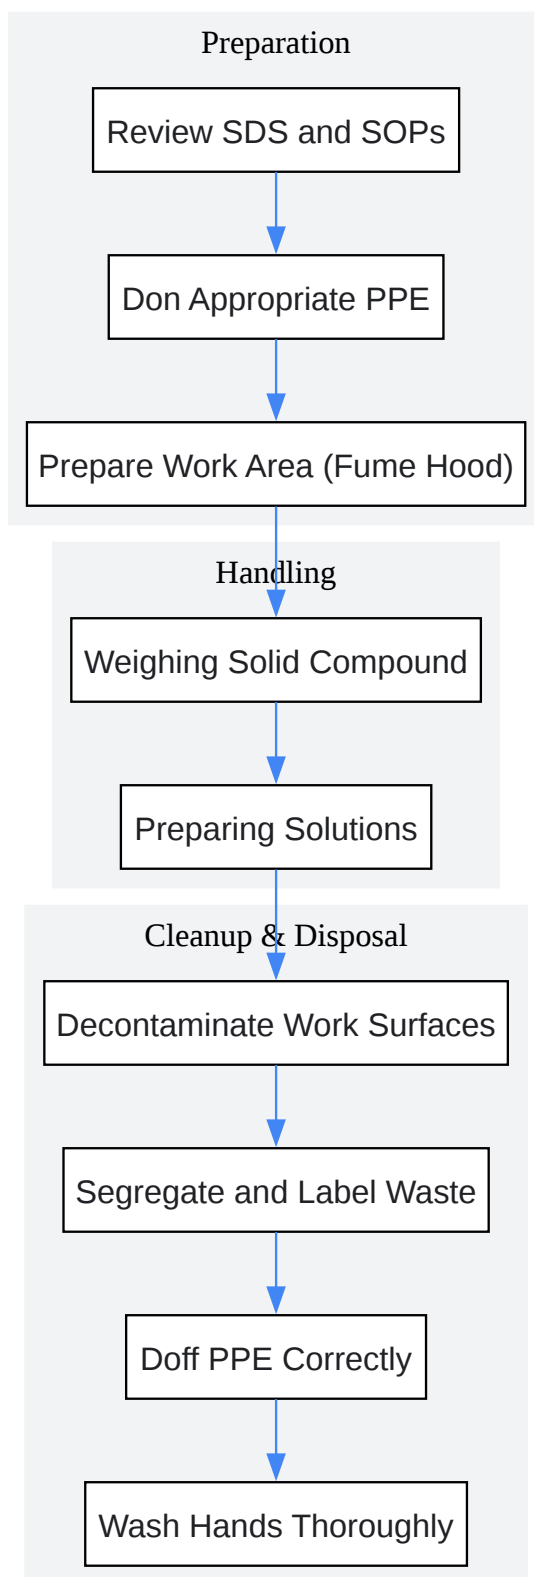 Preparation
Review SDS and SOPs
Don Appropriate PPE
Prepare Work Area (Fume Hood)
Handling
Weighing Solid Compound
Preparing Solutions
Cleanup & Disposal
Decontaminate Work Surfaces
Segregate and Label Waste
Doff PPE Correctly
Wash Hands Thoroughly